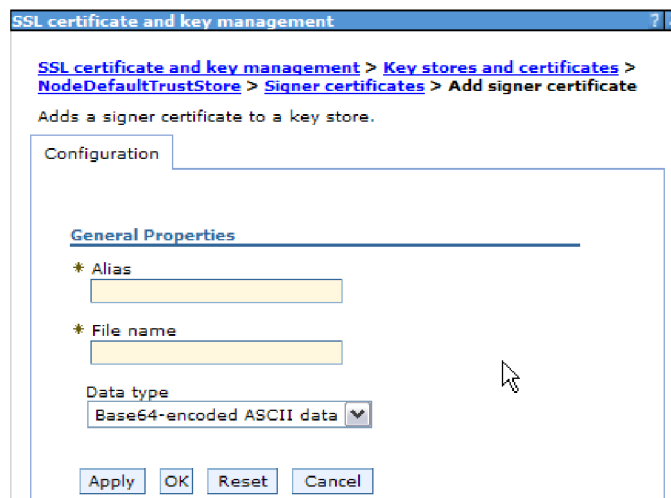 SSL certificate and key management ?
SSL certificate and key management > Key stores and certificates >
NodeDefaultTrustStore > Signer certificates > Add signer certificate
Adds a signer certificate to a key store.
Configuration
General Properties
* Alias
* File name
Data type
Base64-encoded ASCII data
Apply OK Reset Cancel